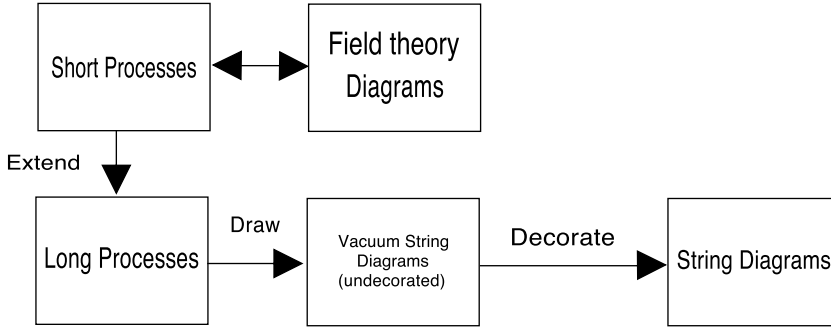 Short Processes
Field theory
Diagrams
Extend
Long Processes
Draw
Vacuum String
Diagrams
(undecorated)
Decorate
String Diagrams